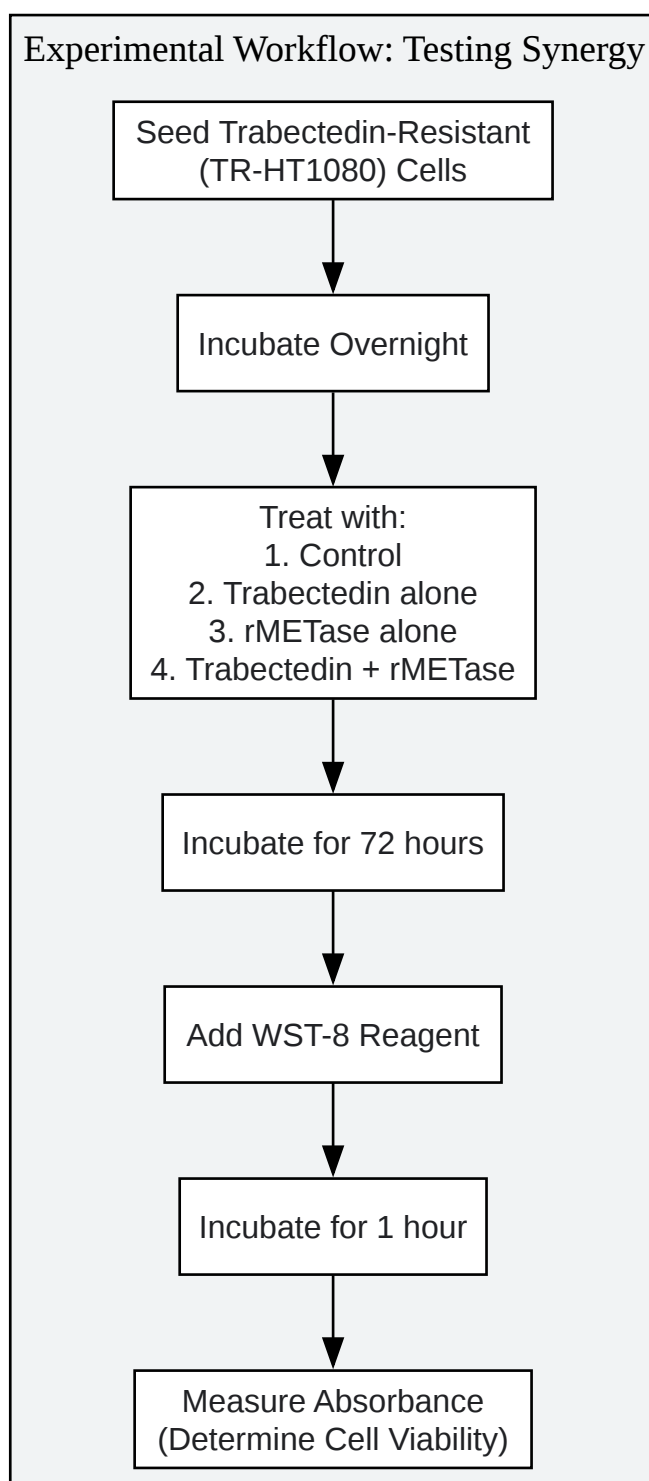 Experimental Workflow: Testing Synergy
Seed Trabectedin-Resistant
(TR-HT1080) Cells
Incubate Overnight
Treat with:
1. Control
2. Trabectedin alone
3. rMETase alone
4. Trabectedin + rMETase
Incubate for 72 hours
Add WST-8 Reagent
Incubate for 1 hour
Measure Absorbance
(Determine Cell Viability)